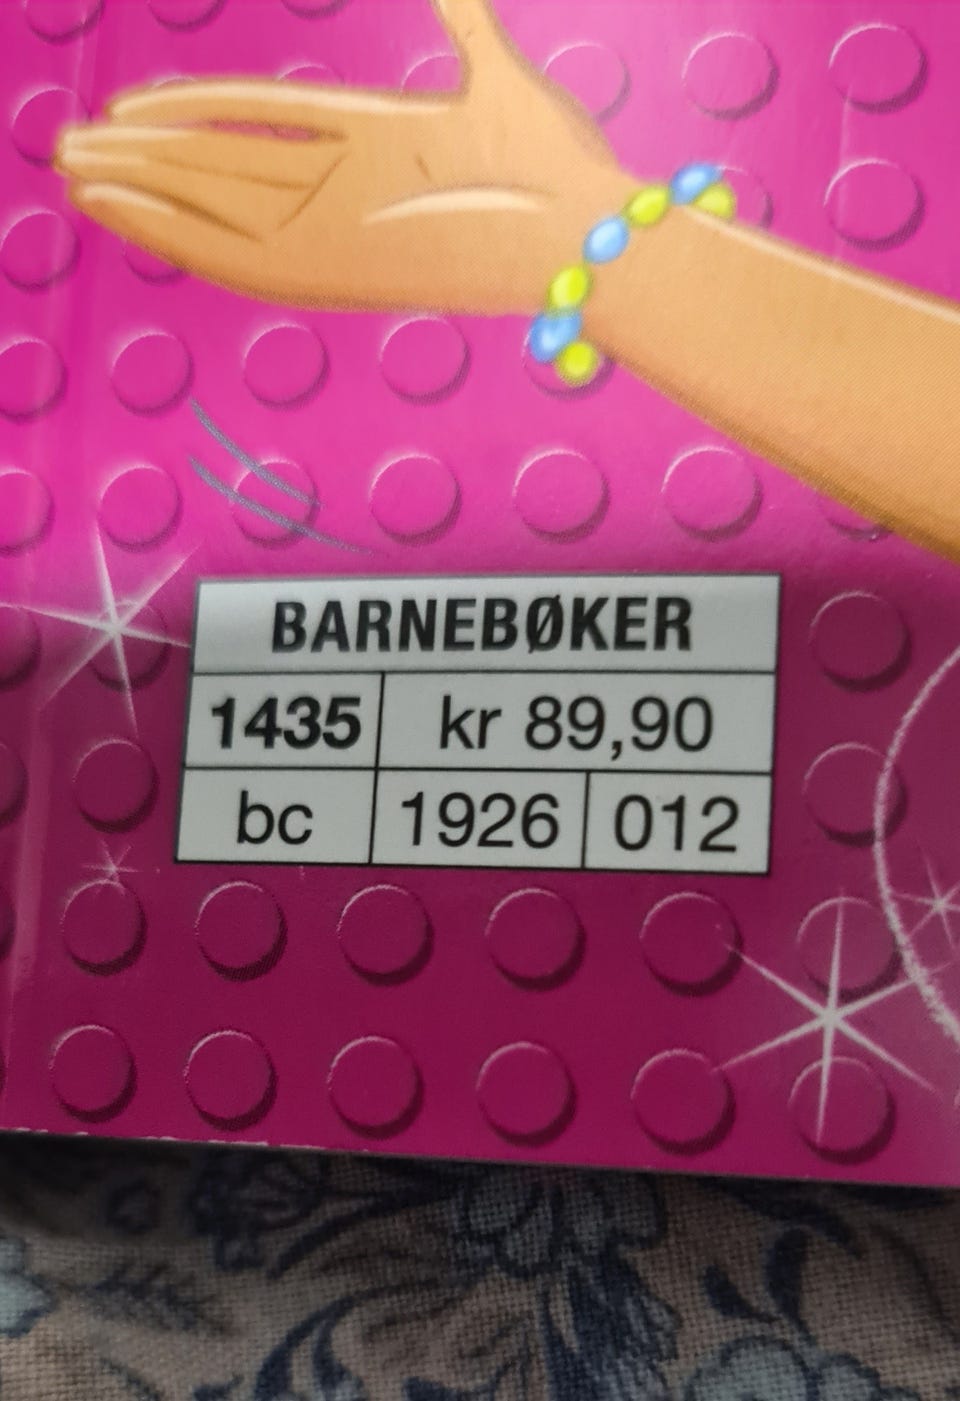 BARNEBØKER
1435 kr 89,90
bc 1926 012